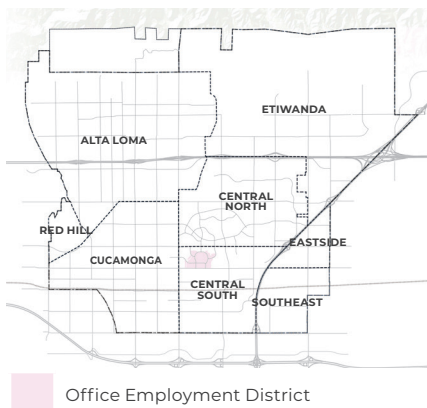 ETIWANDA
ALTA LOMA
CENTRAL
NORTH
RED HILL
EASTSIDE
CUCAMONGA
CENTRAL
SOUTH
SOUTHEAST
Office Employment District